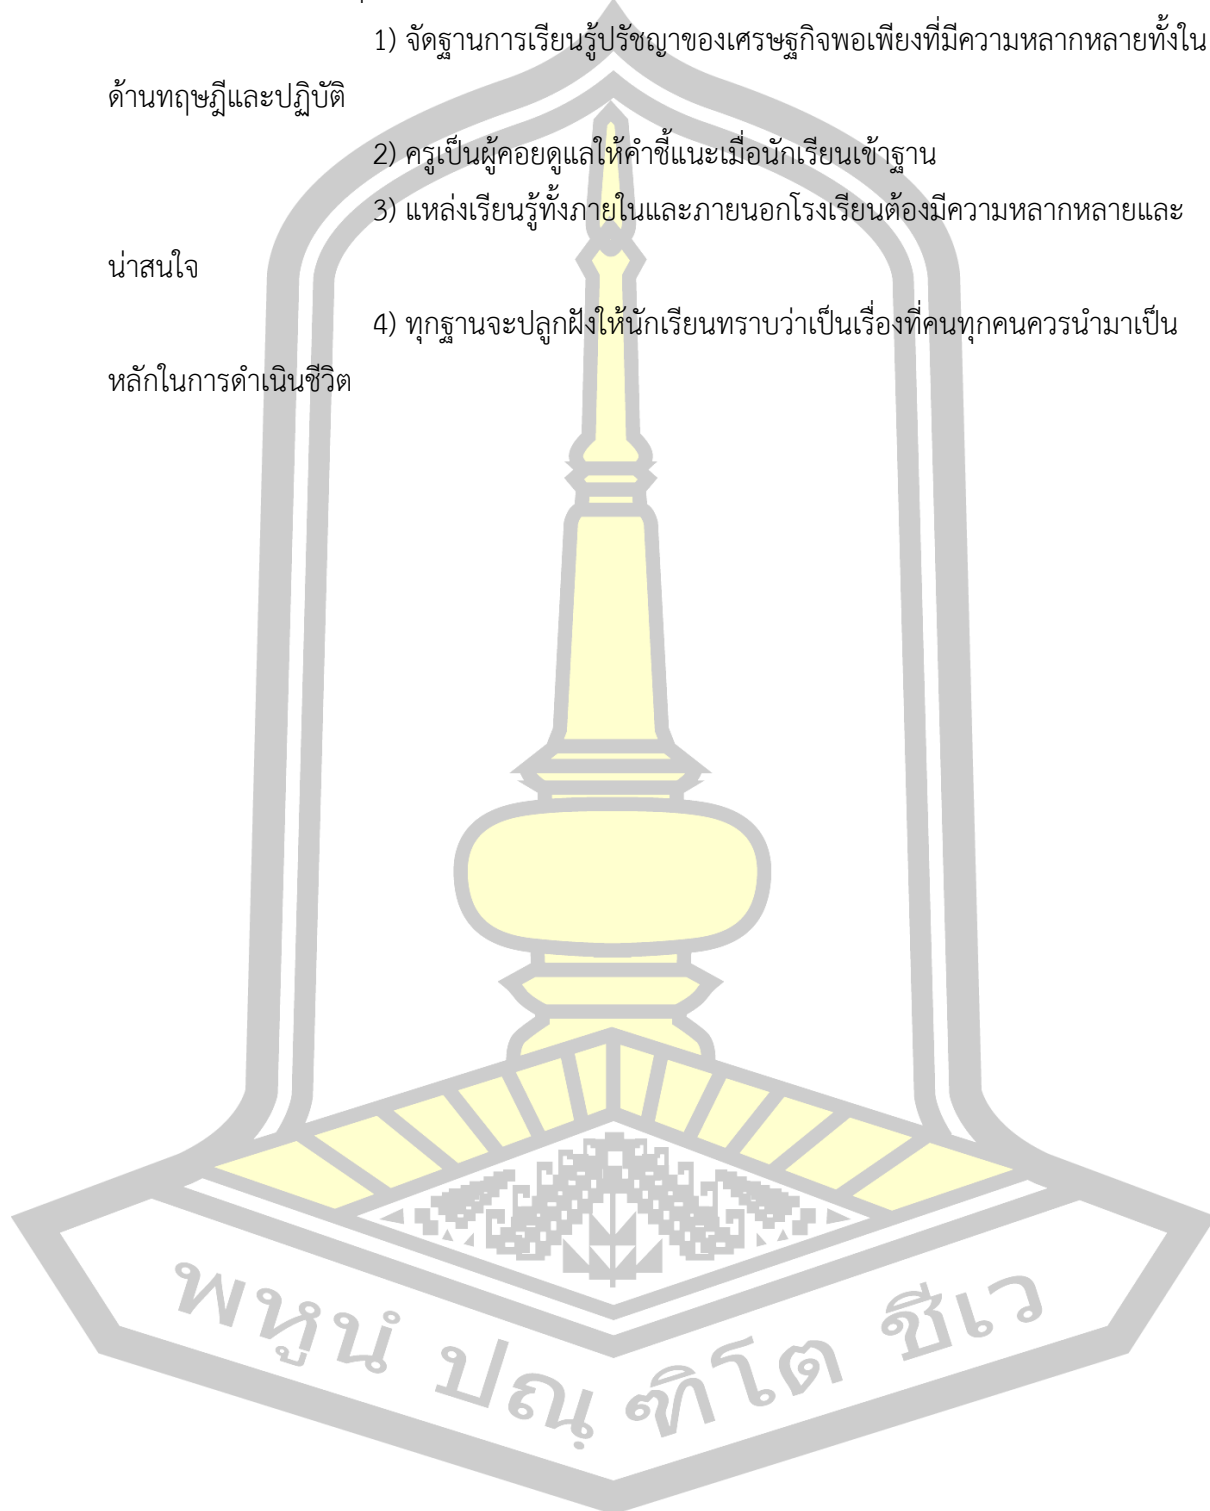 1) จัดฐานการเรียนรู้ปรัชญาของเศรษฐกิจพอเพียงที่มีความหลากหลายทั้งใน
ด้านทฤษฎีและปฏิบัติ
2) ครูเป็นผู้คอยดูแลให้คำชี้แนะเมื่อนักเรียนเข้าฐาน
3) แหล่งเรียนรู้ทั้งภายในและภายนอกโรงเรียนต้องมีความหลากหลายและ
น่าสนใจ
4) ทุกฐานจะปลูกฝังให้นักเรียนทราบว่าเป็นเรื่องที่คนทุกคนควรนำมาเป็น
หลักในการดำเนินชีวิต
พหูนํ ปณฺฑิโต ชีเว